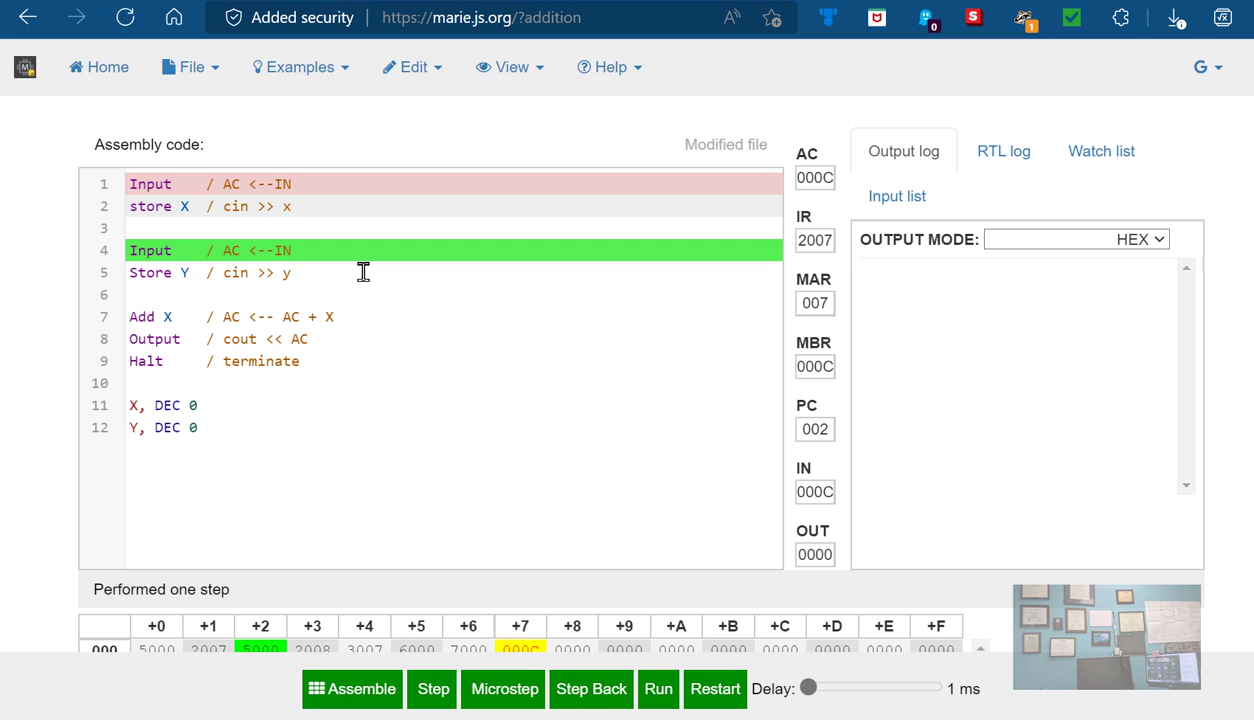 Added security https://marie.js.org/?addition 0 1
Home File Examples Edit View Help G
Assembly code: Modified file
1 Input / AC <--IN
2 store X / cin >> x
3
4 Input / AC <--IN
5 Store Y / cin >> y
6
7 Add X / AC <-- AC + X
8 Output / cout << AC
9 Halt / terminate
10
11 X, DEC 0
12 Y, DEC 0
AC
000C
IR
2007
MAR
007
MBR
000C
PC
002
IN
000C
OUT
0000
Output log RTL log Watch list
Input list
OUTPUT MODE: HEX
Performed one step
+0 +1 +2 +3 +4 +5 +6 +7 +8 +9 +A +B +C +D +E +F
000 5000 2007 5000 2008 3007 6000 7000 000C 0000 0000 0000 0000 0000 0000 0000 0000
Assemble Step Microstep Step Back Run Restart Delay: 1 ms